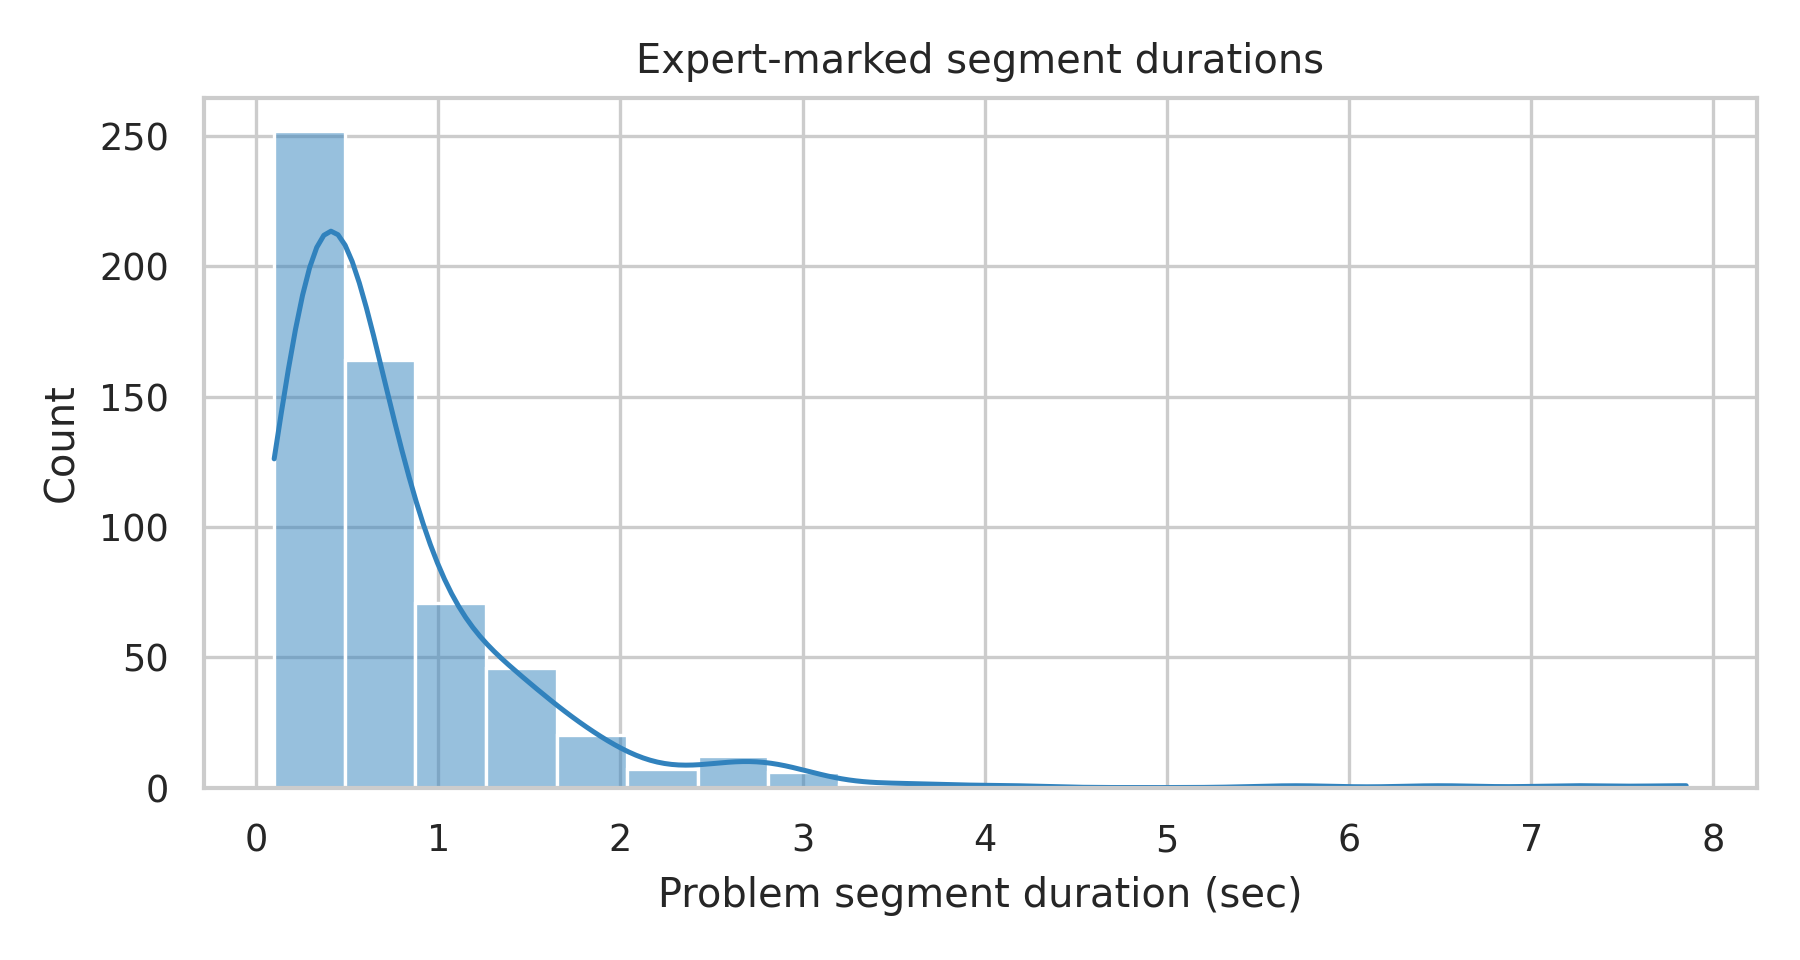 Expert-marked segment durations
Count
250
200
150
100
50
0
0 1 2 3 4 5 6 7 8
Problem segment duration (sec)